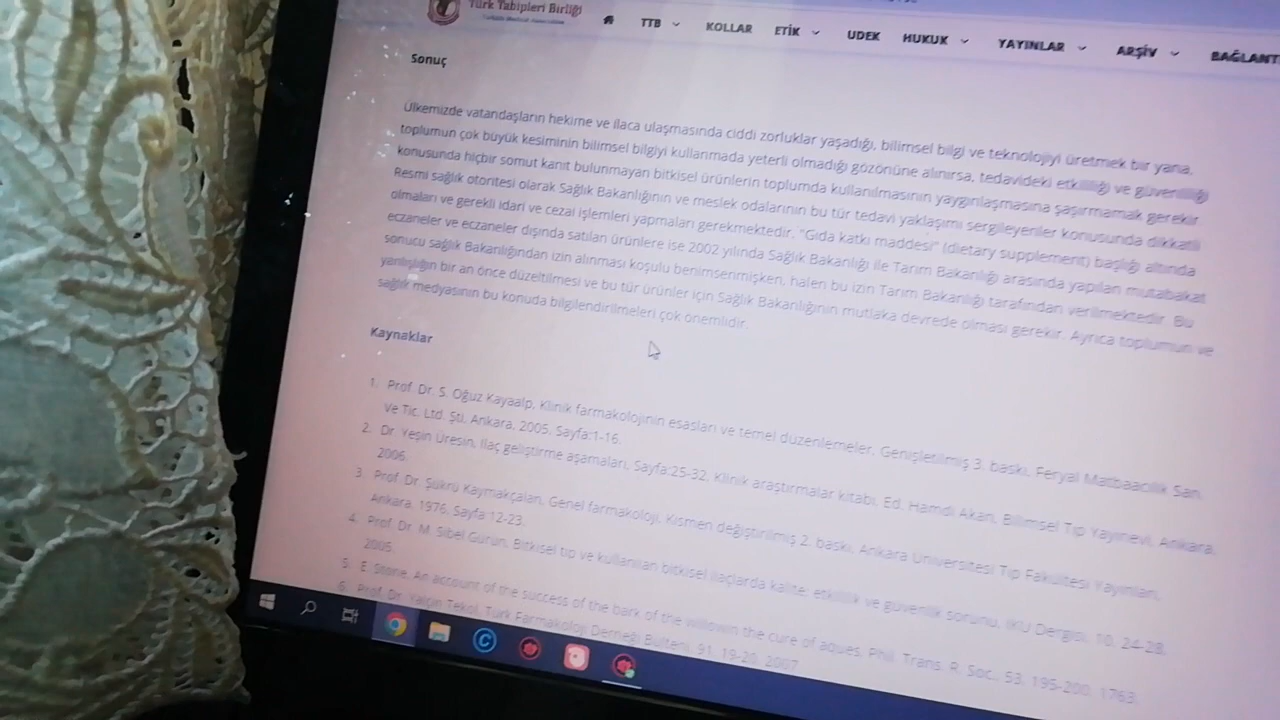 Türk Tabipleri Birliği
TTB KOLLAR ETİK UDEK HUKUK YAYINLAR ARŞİV BAĞLANT
Sonuç
Ülkemizde vatandaşların hekime ve ilaca ulaşmasında ciddi zorluklar yaşadığı, bilimsel bilgi ve teknolojiyi üretmek bir yana,
toplumun çok büyük kesiminin bilimsel bilgiyi kullanmada yeterli olmadığı gözönüne alınırsa, tedavideki etkinliği ve güvenliliği
konusunda hiçbir somut kanıt bulunmayan bitkisel ürünlerin toplumda kullanılmasının yaygınlaşmasına şaşırmamak gerekir.
Resmi sağlık otoritesi olarak Sağlık Bakanlığının ve meslek odalarının bu tür tedavi yaklaşımı sergileyenler konusunda dikkatli
olmaları ve gerekli idari ve cezai işlemleri yapmaları gerekmektedir. "Gıda katkı maddesi" (dietary supplement) başlığı altında
eczaneler ve eczaneler dışında satılan ürünlere ise 2002 yılında Sağlık Bakanlığı ile Tarım Bakanlığı arasında yapılan mutabakat
sonucu sağlık Bakanlığından izin alınması koşulu benimsenmişken, halen bu izin Tarım Bakanlığı tarafından verilmektedir. Bu
yanlışlığın bir an önce düzeltilmesi ve bu tür ürünler için Sağlık Bakanlığının mutlaka devrede olması gerekir. Ayrıca toplumun ve
sağlık medyasının bu konuda bilgilendirilmeleri çok önemlidir.
Kaynaklar
1. Prof. Dr. S. Oğuz Kayaalp, Klinik farmakolojinin esasları ve temel düzenlemeler, Genişletilmiş 3. baskı, Feryal Matbaacılık San.
Ve Tic. Ltd. Şti, Ankara, 2005, Sayfa:1-16.
2. Dr. Yeşin Üresin, İlaç geliştirme aşamaları, Sayfa:25-32, Klinik araştırmalar kitabı, Ed. Hamdi Akan, Bilimsel Tıp Yayınevi, Ankara,
2006.
3. Prof. Dr. Şükrü Kaymakçalan, Genel farmakoloji, Kısmen değiştirilmiş 2. baskı, Ankara Üniversitesi Tıp Fakültesi Yayınları,
Ankara, 1976, Sayfa:12-23.
4. Prof. Dr. M. Sibel Gürün, Bitkisel tıp ve kullanılan bitkisel ilaçlarda kalite: etkililik ve güvenlik sorunu, İKU Dergisi, 10, 24-28,
2005.
5. E. Stone, An account of the success of the bark of the willowin the cure of agues. Phil. Trans. R. Soc., 53, 195-200, 1763.
6. Prof. Dr. Yalçın Tekol, Türk Farmakoloji Derneği Bülteni, 91, 19-20, 2007